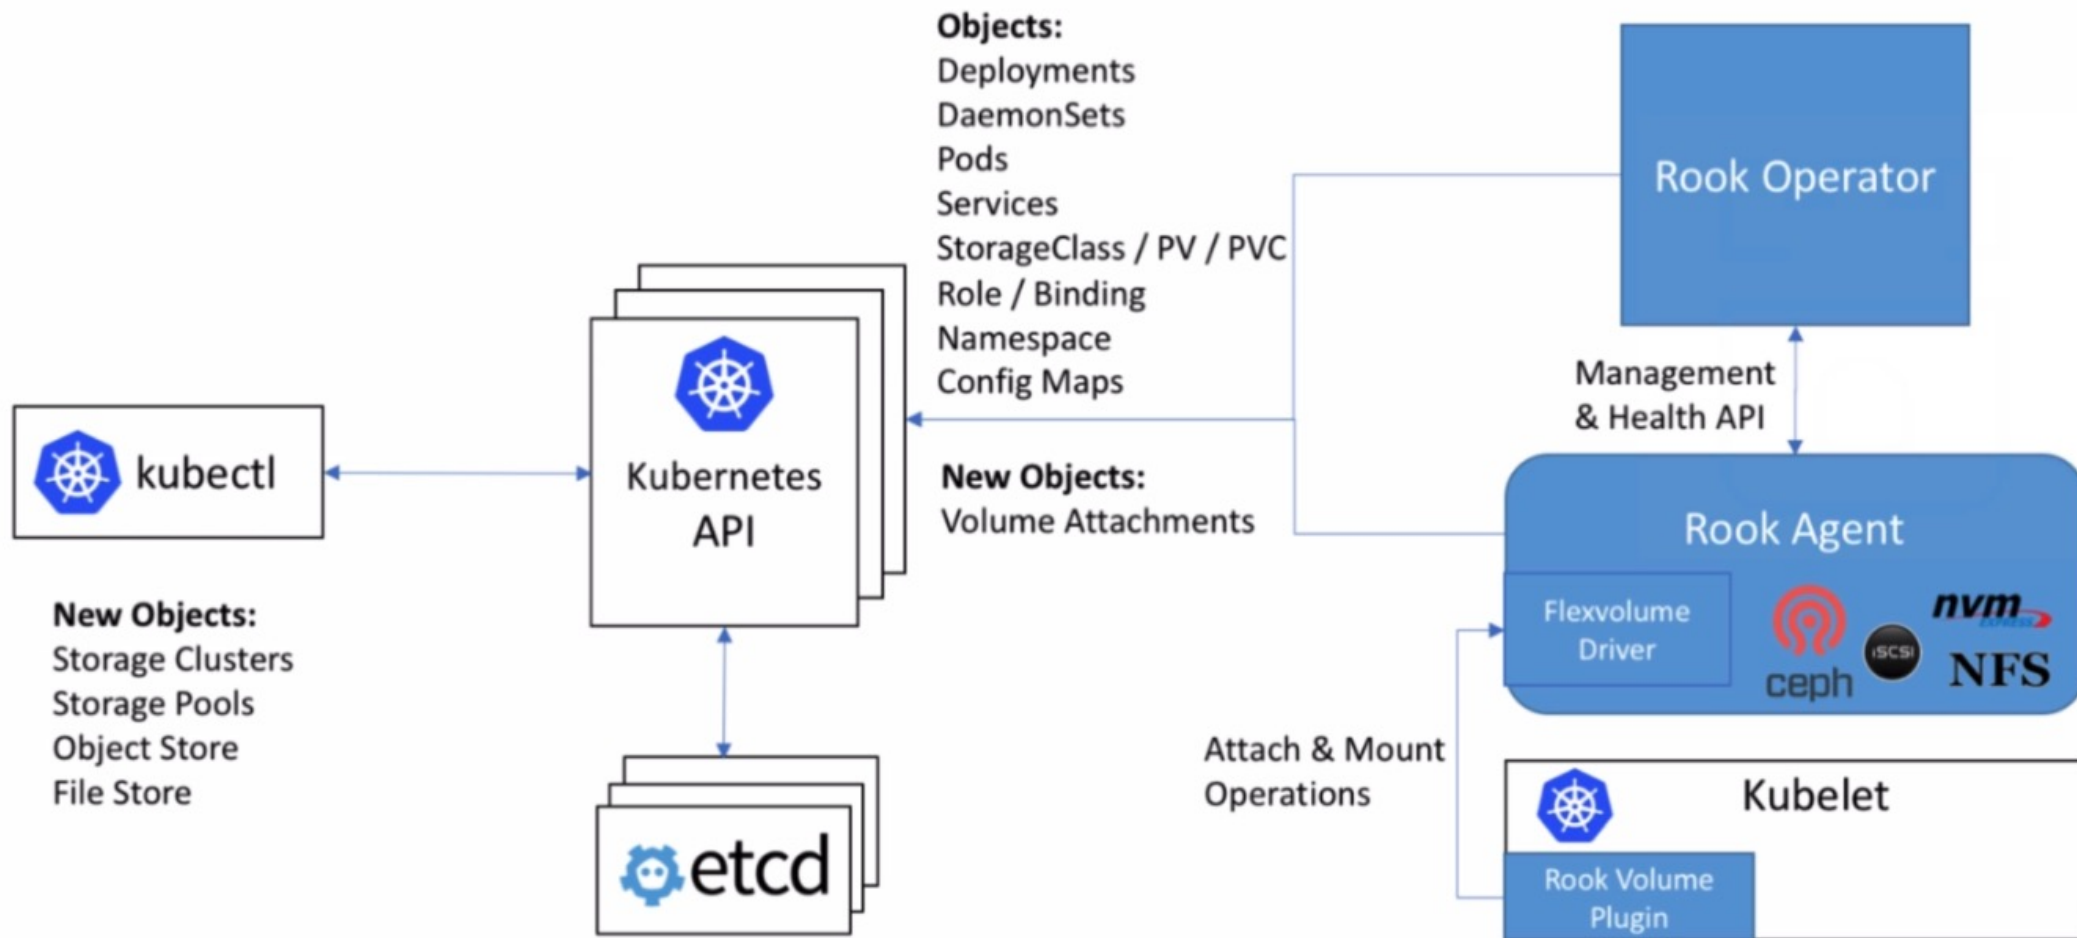 Objects:
Deployments
DaemonSets
Pods
Services
StorageClass / PV / PVC
Role / Binding
Namespace
Config Maps
Rook Operator
Management
& Health API
kubectl
Kubernetes
API
New Objects:
Volume Attachments
Rook Agent
Flexvolume
Driver
ceph
iSCSI
nvm
EXPRESS
NFS
New Objects:
Storage Clusters
Storage Pools
Object Store
File Store
etcd
Attach & Mount
Operations
Kubelet
Rook Volume
Plugin